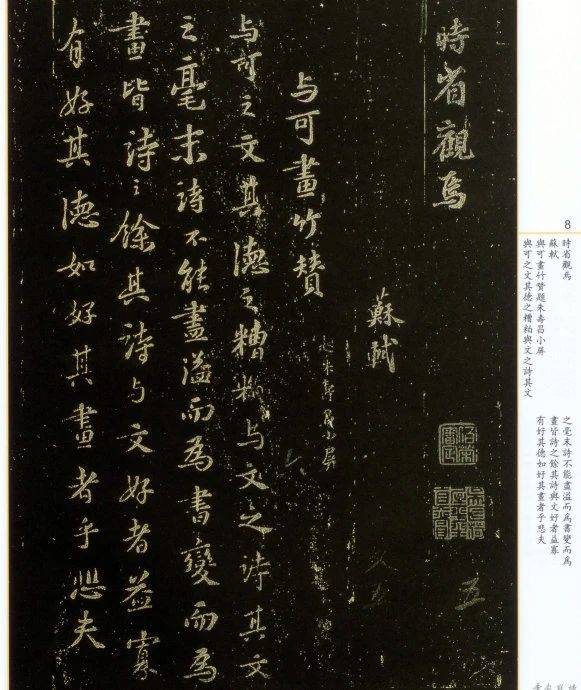 時省觀焉
蘇軾
与可畫竹贊
題朱壽昌小屏
与可之文其德之糟粕与文之詩其文
之毫末詩不能盡溢而為書變而為
畫皆詩之餘其詩与文好者益寡
有好其德如好其畫者乎悲夫
五
8
時省觀焉
蘇軾
與可畫竹贊題朱壽昌小屏
與可之文其德之糟粕與文之詩其文
之毫末詩不能盡溢而爲書變而爲
畫皆詩之餘其詩與文好者益寡
有好其德如好其畫者乎悲夫